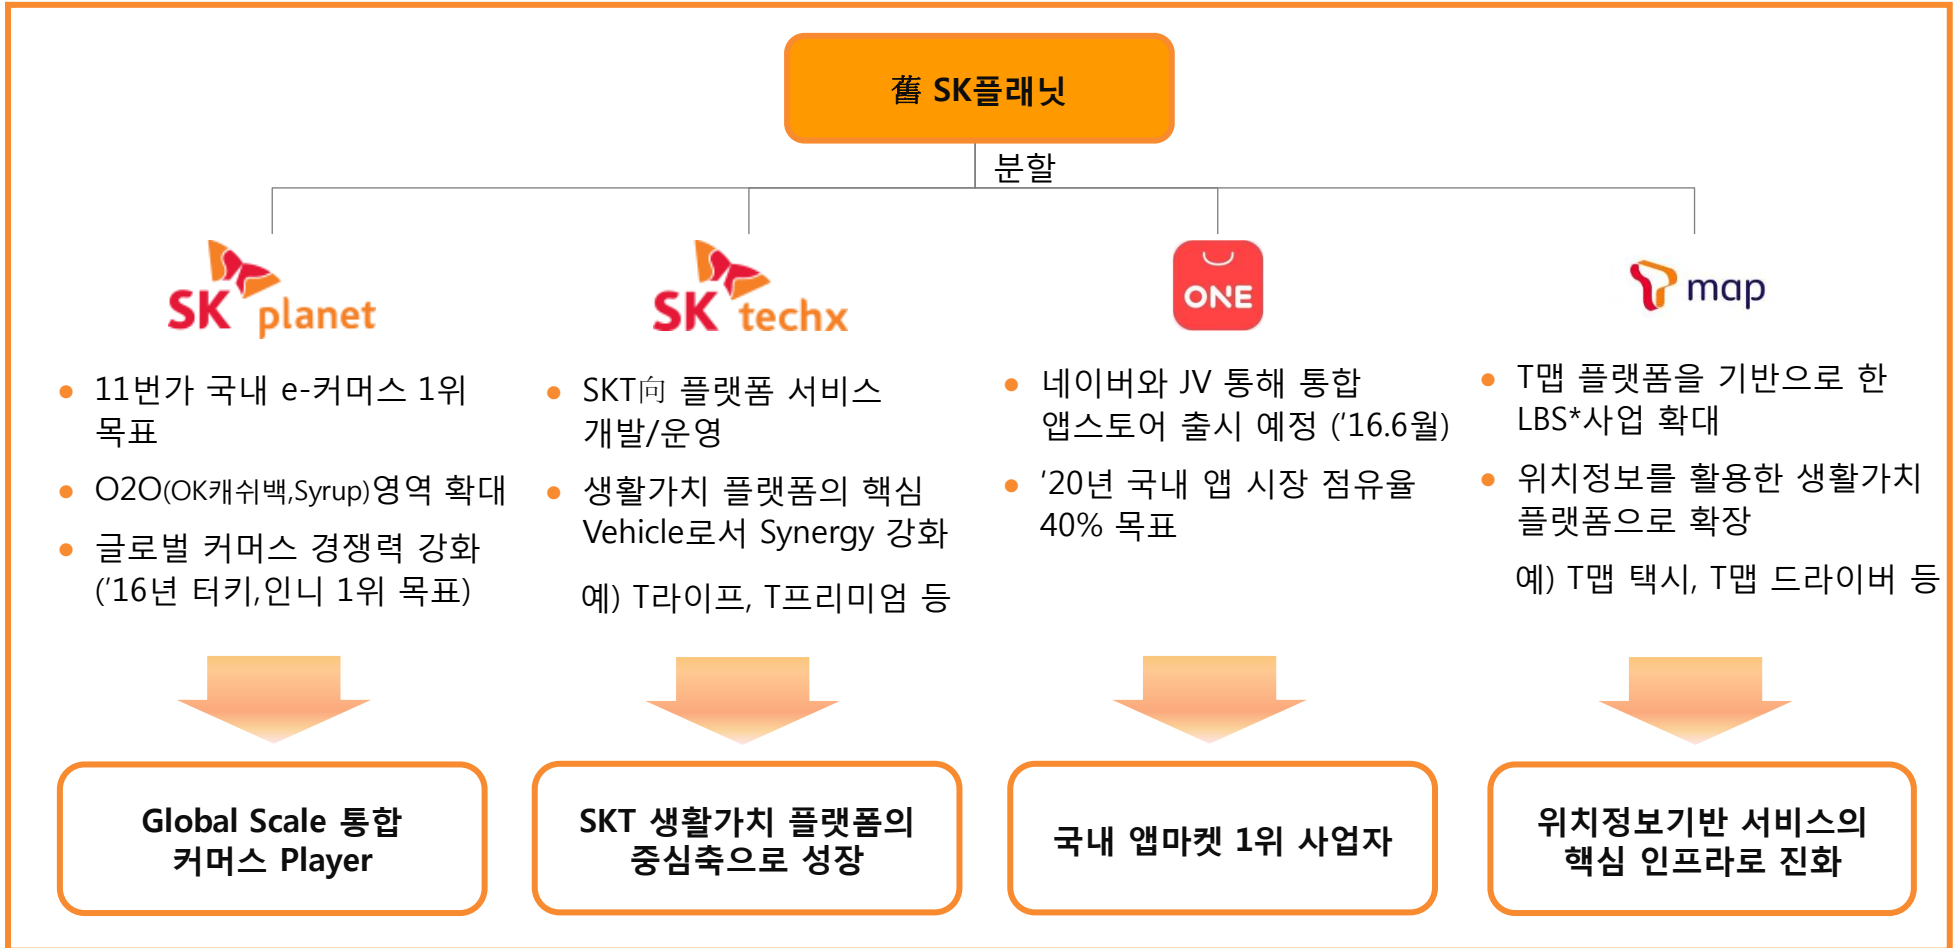 舊 SK플래닛
분할
SK planet
11번가 국내 e-커머스 1위
목표
O2O(OK캐쉬백,Syrup)영역 확대
글로벌 커머스 경쟁력 강화
('16년 터키,인니 1위 목표)
Global Scale 통합
커머스 Player
SK techx
SKT向 플랫폼 서비스
개발/운영
생활가치 플랫폼의 핵심
Vehicle로서 Synergy 강화
예) T라이프, T프리미엄 등
SKT 생활가치 플랫폼의
중심축으로 성장
ONE
네이버와 JV 통해 통합
앱스토어 출시 예정 ('16.6월)
'20년 국내 앱 시장 점유율
40% 목표
국내 앱마켓 1위 사업자
T map
T맵 플랫폼을 기반으로 한
LBS*사업 확대
위치정보를 활용한 생활가치
플랫폼으로 확장
예) T맵 택시, T맵 드라이버 등
위치정보기반 서비스의
핵심 인프라로 진화